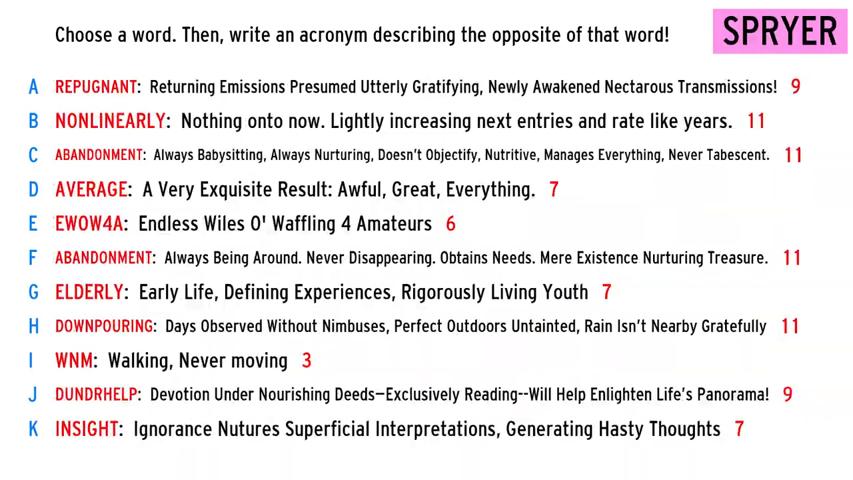 Choose a word. Then, write an acronym describing the opposite of that word!
SPRYER
A REPUGNANT: Returning Emissions Presumed Utterly Gratifying, Newly Awakened Nectarous Transmissions! 9
B NONLINEARLY: Nothing onto now. Lightly increasing next entries and rate like years. 11
C ABANDONMENT: Always Babysitting, Always Nurturing, Doesn't Objectify, Nutritive, Manages Everything, Never Tabescent. 11
D AVERAGE: A Very Exquisite Result: Awful, Great, Everything. 7
E EWOW4A: Endless Wiles O' Waffling 4 Amateurs 6
F ABANDONMENT: Always Being Around. Never Disappearing. Obtains Needs. Mere Existence Nurturing Treasure. 11
G ELDERLY: Early Life, Defining Experiences, Rigorously Living Youth 7
H DOWNPOURING: Days Observed Without Nimbuses, Perfect Outdoors Untainted, Rain Isn't Nearby Gratefully 11
I WNM: Walking, Never moving 3
J DUNDRHELP: Devotion Under Nourishing Deeds—Exclusively Reading--Will Help Enlighten Life's Panorama! 9
K INSIGHT: Ignorance Nutures Superficial Interpretations, Generating Hasty Thoughts 7